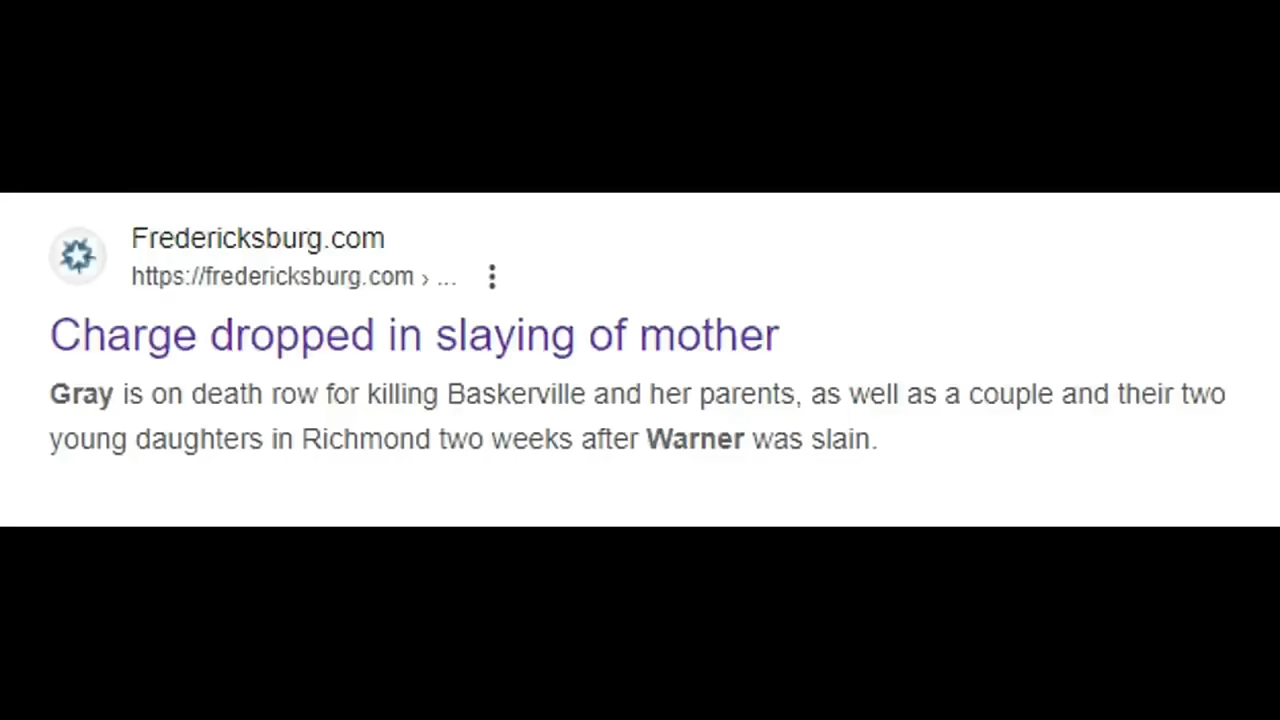 Fredericksburg.com
https://fredericksburg.com › ...
Charge dropped in slaying of mother
Gray is on death row for killing Baskerville and her parents, as well as a couple and their two
young daughters in Richmond two weeks after Warner was slain.